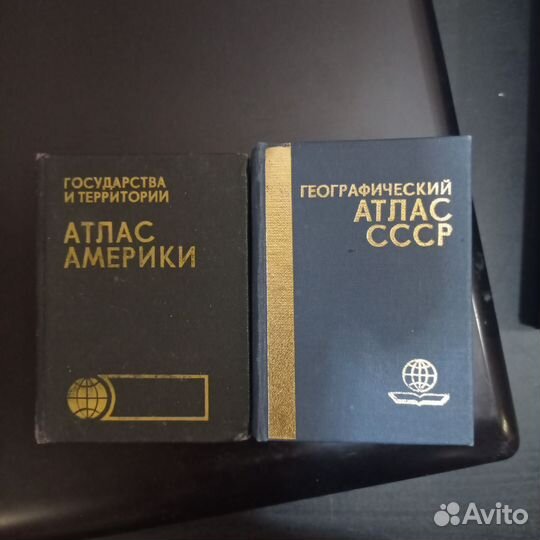 ГОСУДАРСТВА
И ТЕРРИТОРИИ
АТЛАС
АМЕРИКИ
ГЕОГРАФИЧЕСКИЙ
АТЛАС
СССР
Avito